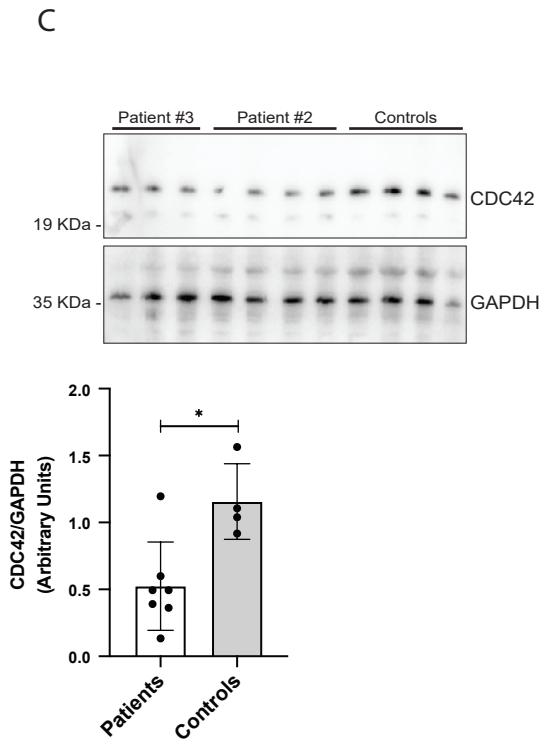 C
Patient #3 Patient #2 Controls
CDC42
19 KDa -
35 KDa - GAPDH
2.0
*
1.5
1.0
0.5
0.0
CDC42/GAPDH
(Arbitrary Units)
Patients
Controls